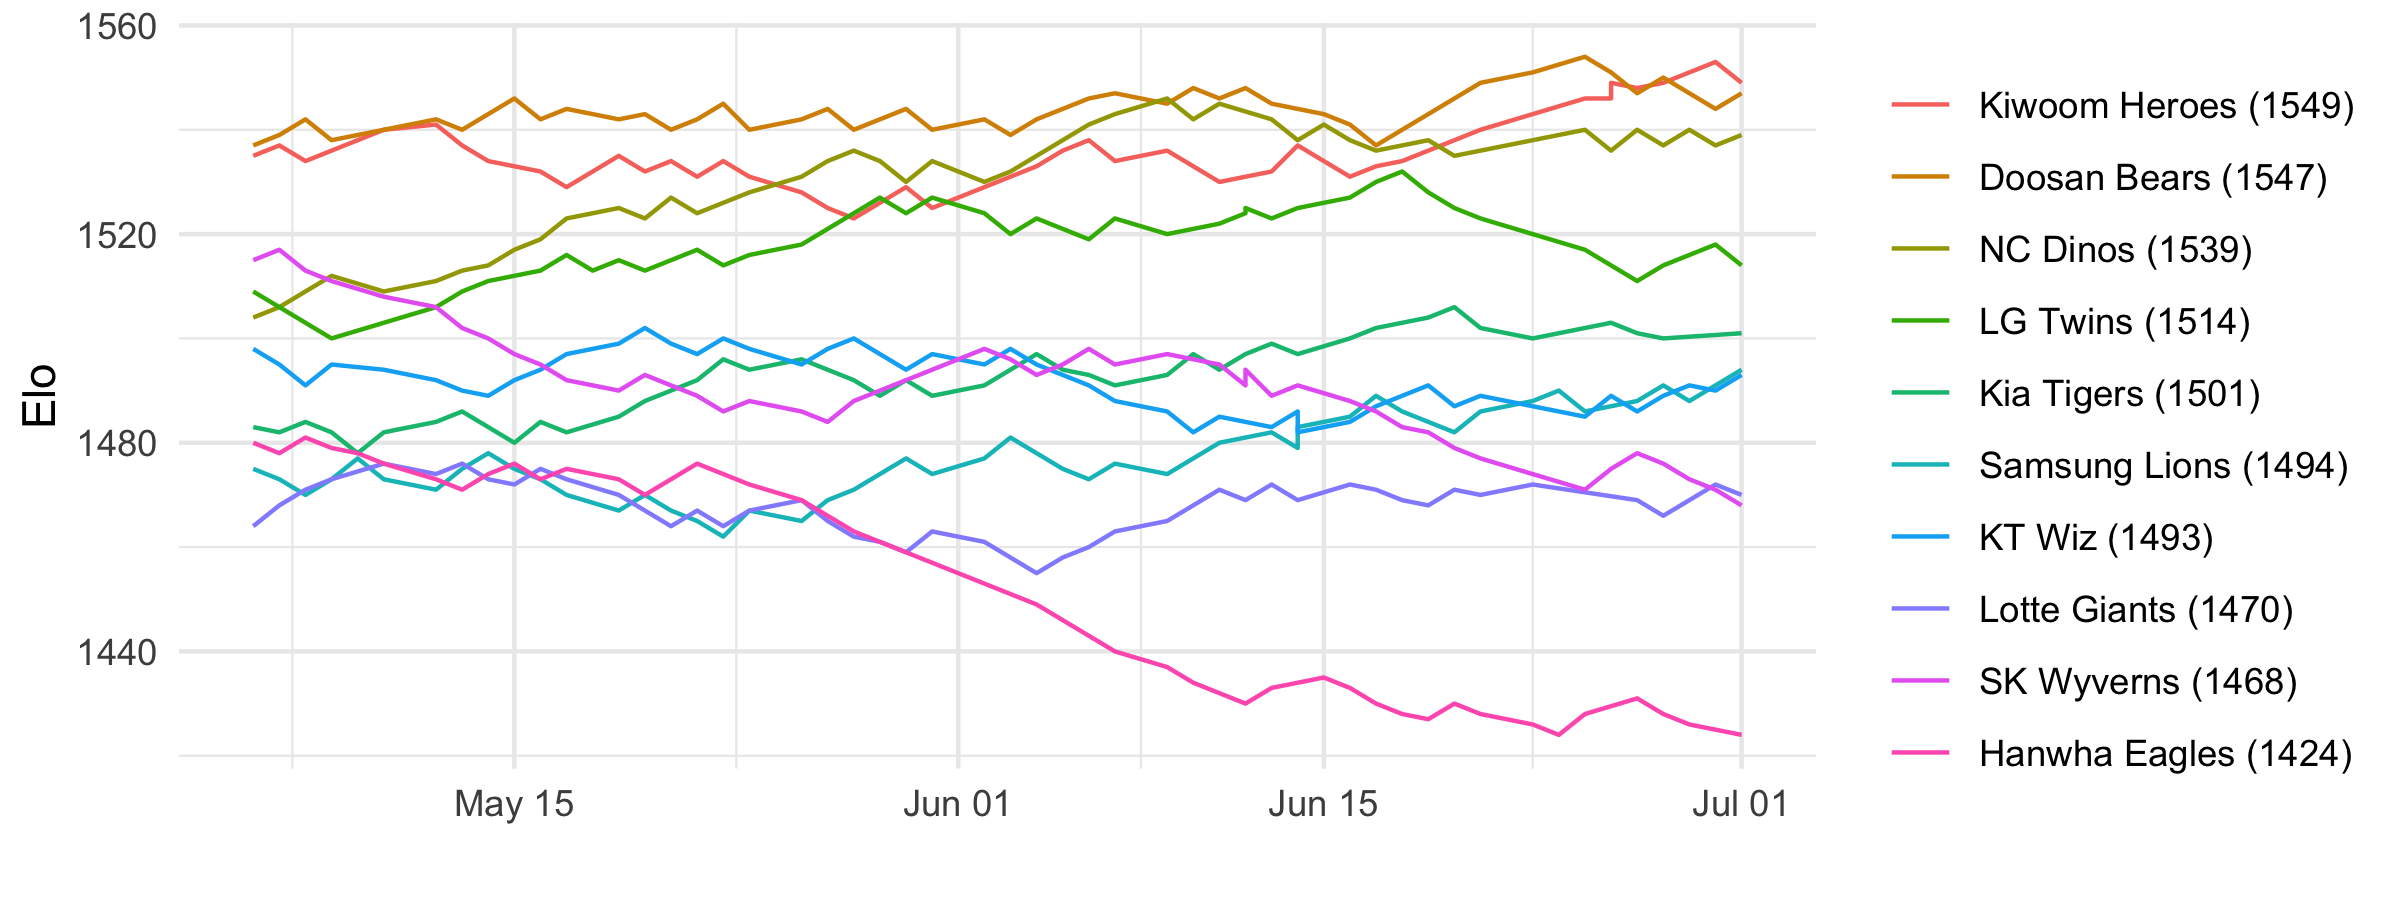 1560
1520
1480
1440
Elo
May 15
Jun 01
Jun 15
Jul 01
Kiwoom Heroes (1549)
Doosan Bears (1547)
NC Dinos (1539)
LG Twins (1514)
Kia Tigers (1501)
Samsung Lions (1494)
KT Wiz (1493)
Lotte Giants (1470)
SK Wyverns (1468)
Hanwha Eagles (1424)